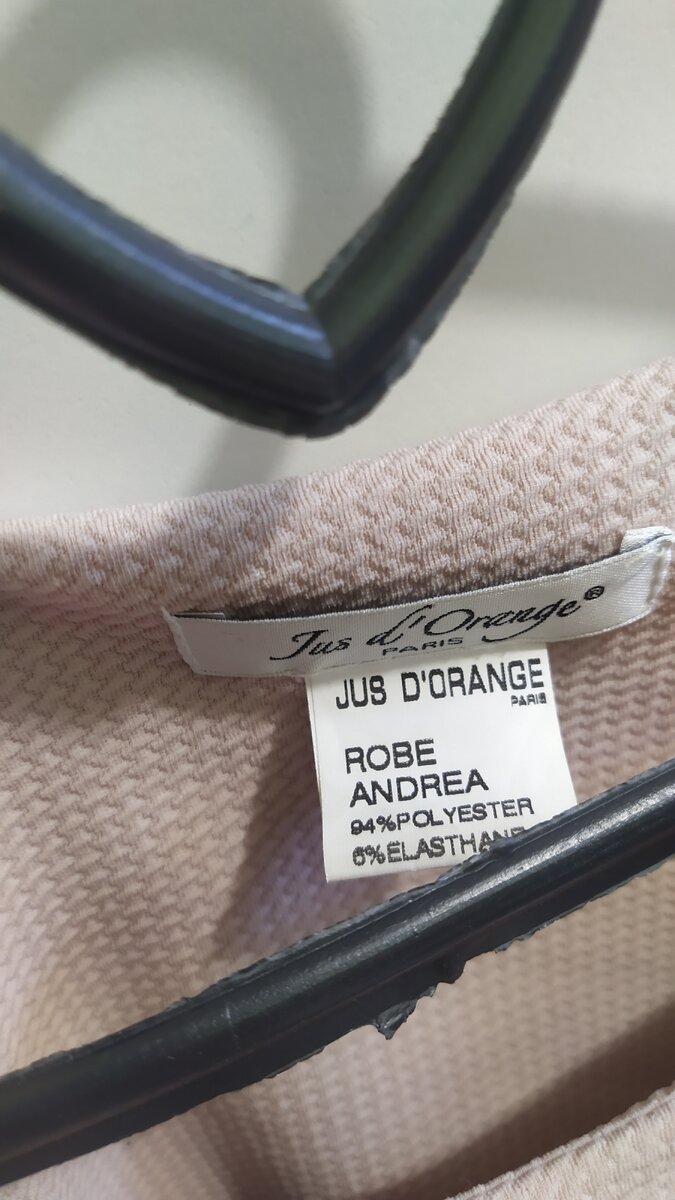 Jus d'Orange®
PARIS
JUS D'ORANGE
PARIS
ROBE
ANDREA
94%POLYESTER
6%ELASTHANE